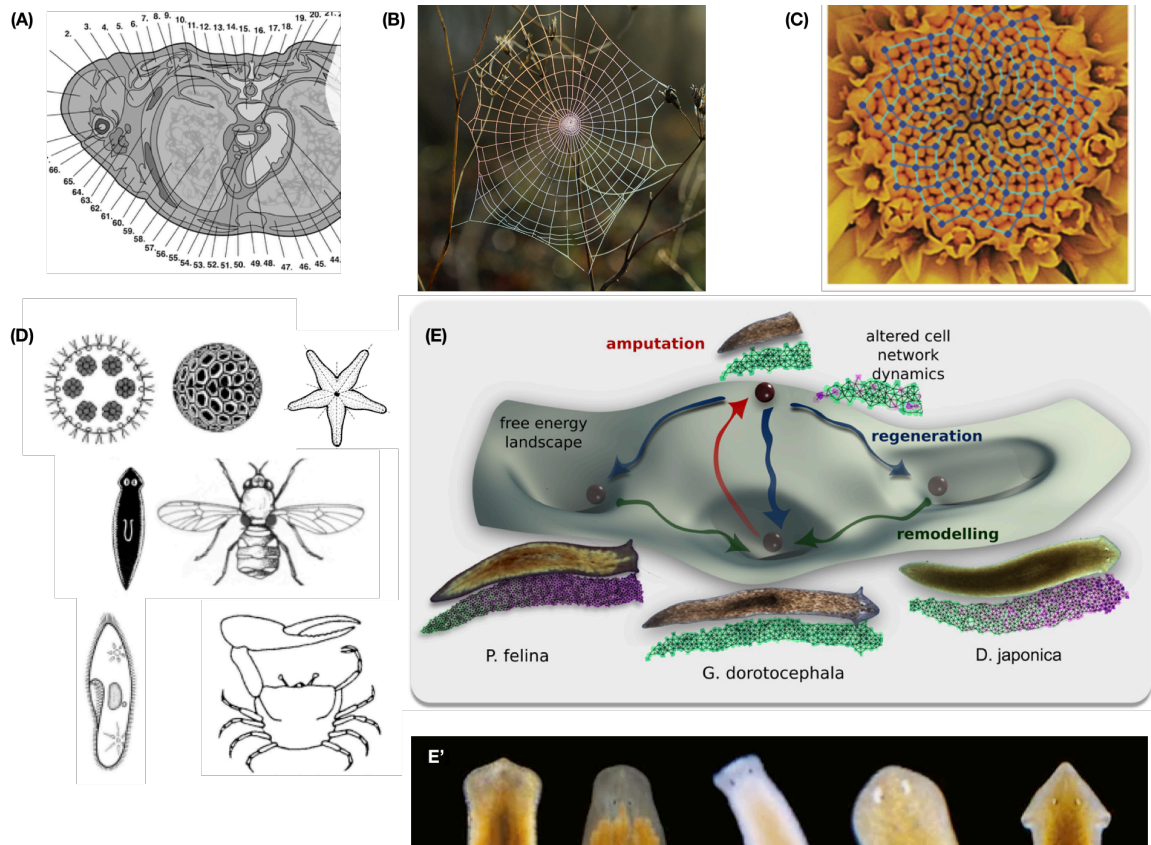 (A)
2. 3. 4. 5. 6. 7. 8. 9. 10. 11. 12. 13. 14. 15. 16. 17. 18. 19. 20. 21.
66.
65.
64.
63.
62.
61.
60.
59.
58.
57.
56.
55.
54. 53. 52. 51. 50. 49. 48. 47. 46. 45. 44.
(B)
(C)
(D)
(E)
amputation
altered cell
network
dynamics
free energy
landscape
regeneration
remodelling
P. felina
G. dorotocephala
D. japonica
E’